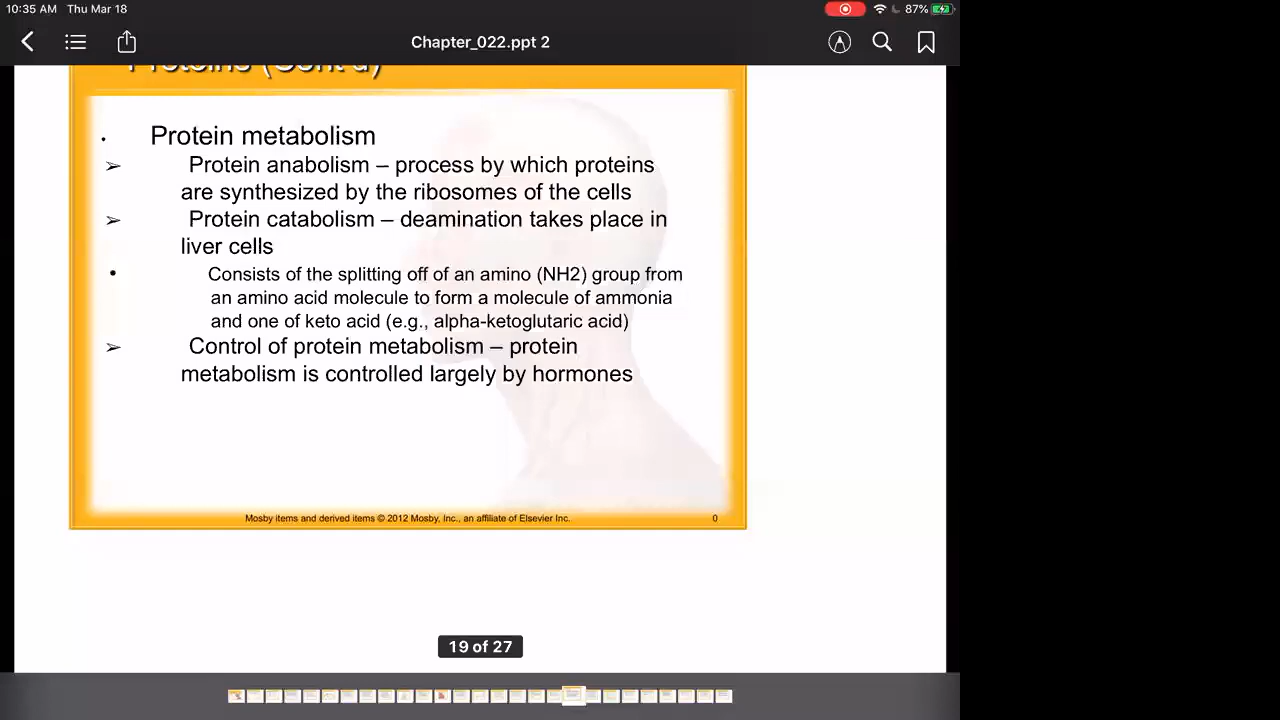 10:35 AM Thu Mar 18
87%
Chapter_022.ppt 2
Proteins (Cont'd)
• Protein metabolism
➢ Protein anabolism – process by which proteins
are synthesized by the ribosomes of the cells
➢ Protein catabolism – deamination takes place in
liver cells
• Consists of the splitting off of an amino (NH2) group from
an amino acid molecule to form a molecule of ammonia
and one of keto acid (e.g., alpha-ketoglutaric acid)
➢ Control of protein metabolism – protein
metabolism is controlled largely by hormones
Mosby items and derived items © 2012 Mosby, Inc., an affiliate of Elsevier Inc.
0
19 of 27